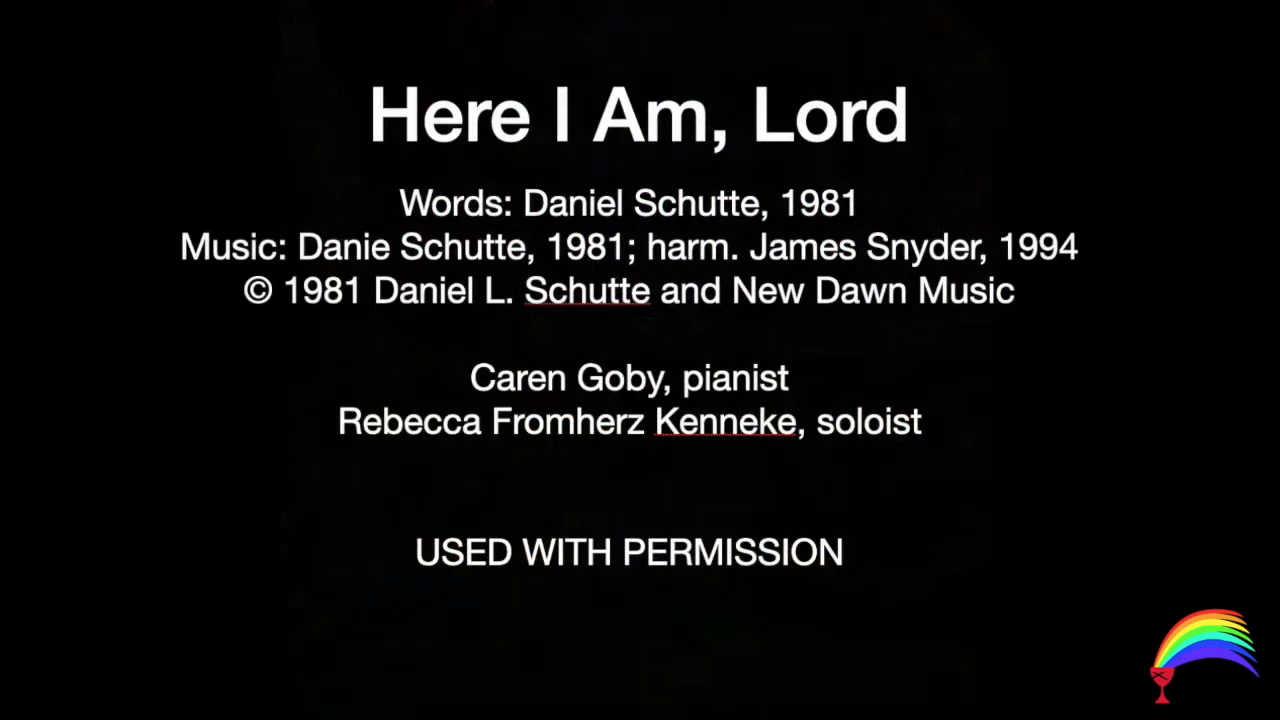 Here I Am, Lord
Words: Daniel Schutte, 1981
Music: Danie Schutte, 1981; harm. James Snyder, 1994
© 1981 Daniel L. Schutte and New Dawn Music
Caren Goby, pianist
Rebecca Fromherz Kenneke, soloist
USED WITH PERMISSION